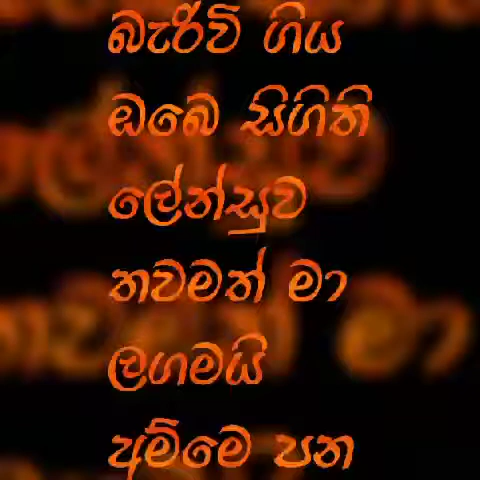 බැරිවි ගිය
ඔබෙ සිගිති
ලේන්සුව
තවමත් මා
ලගමයි
අම්මෙ පන